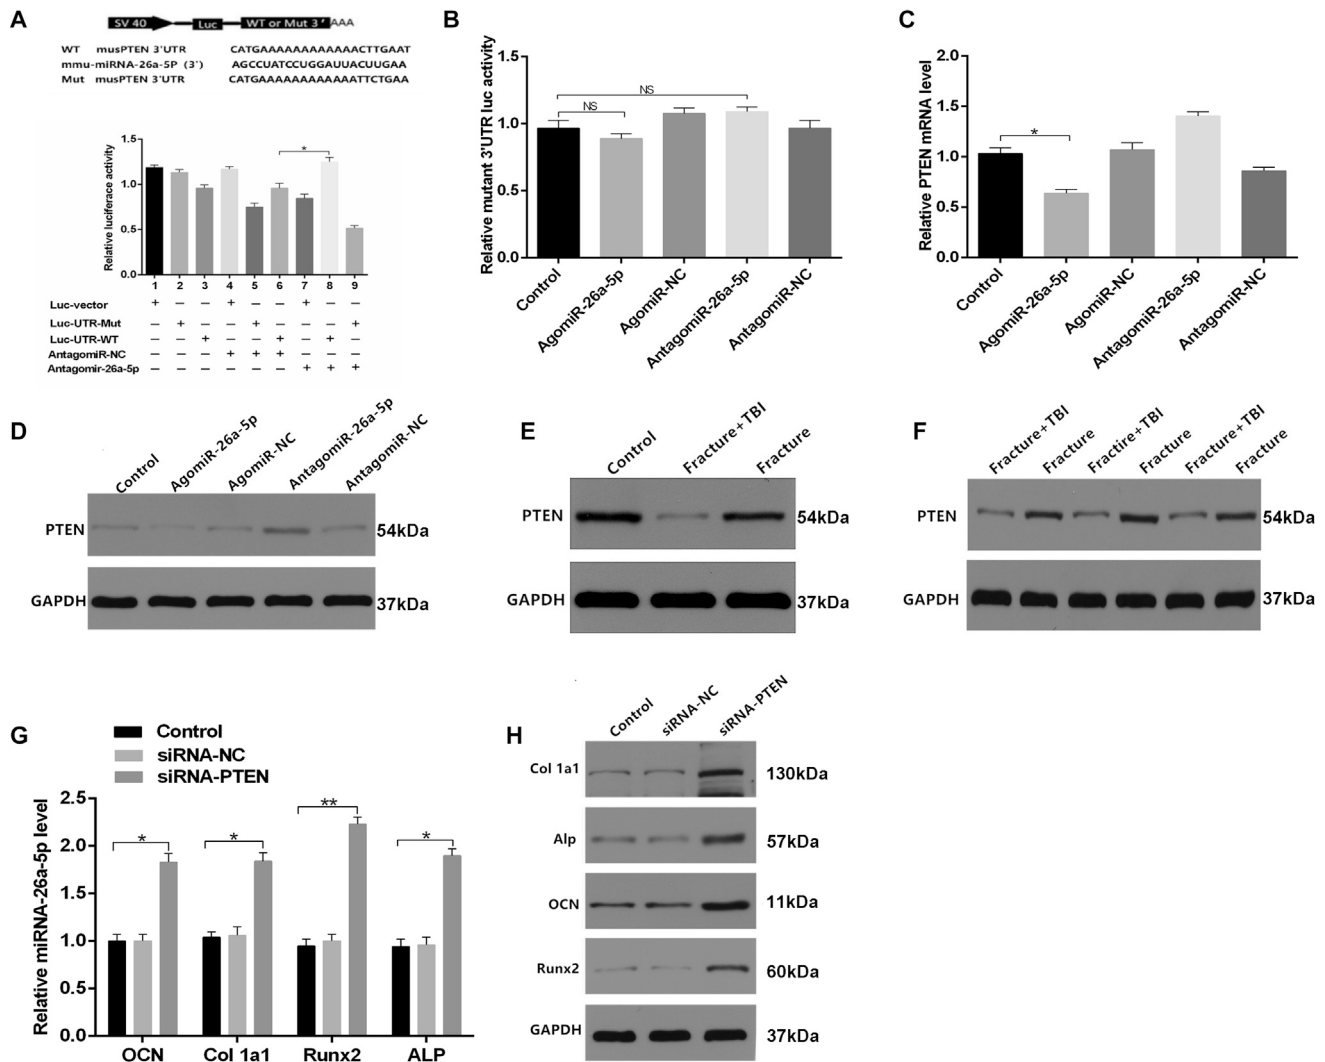 A
SV 40 Luc WT or Mut 3' AAA
WT musPTEN 3'UTR CATGAAAAAAAAAAAACTTGAAT
mmu-miRNA-26a-5P (3') AGCCUAUCCUGGAUUACUUGAA
Mut musPTEN 3'UTR CATGAAAAAAAAAAAATTCTGAA
Relative luciferace activity
1.5
1.0
0.5
0.0
*
1 2 3 4 5 6 7 8 9
Luc-vector + — — + — — + — —
Luc-UTR-Mut — + — — + — — — +
Luc-UTR-WT — — + — — + — + —
AntagomiR-NC — — — + + + — — —
Antagomir-26a-5p — — — — — — + + +
B
Relative mutant 3'UTR luc activity
1.5
1.0
0.5
0.0
NS
NS
Control
AgomiR-26a-5p
AgomiR-NC
AntagomiR-26a-5p
AntagomiR-NC
C
Relative PTEN mRNA level
2.0
1.5
1.0
0.5
0.0
*
Control
AgomiR-26a-5p
AgomiR-NC
AntagomiR-26a-5p
AntagomiR-NC
D
Control
AgomiR-26a-5p
AgomiR-NC
AntagomiR-26a-5p
AntagomiR-NC
PTEN 54kDa
GAPDH 37kDa
E
Control
Fracture+TBI
Fracture
PTEN 54kDa
GAPDH 37kDa
F
Fracture+TBI
Fracture
Fractire+TBI
Fracture
Fracture+TBI
Fracture
PTEN 54kDa
GAPDH 37kDa
G
Control
siRNA-NC
siRNA-PTEN
Relative miRNA-26a-5p level
2.5
2.0
1.5
1.0
0.5
0.0
*
*
**
*
OCN Col 1a1 Runx2 ALP
H
Control
siRNA-NC
siRNA-PTEN
Col 1a1 130kDa
Alp 57kDa
OCN 11kDa
Runx2 60kDa
GAPDH 37kDa